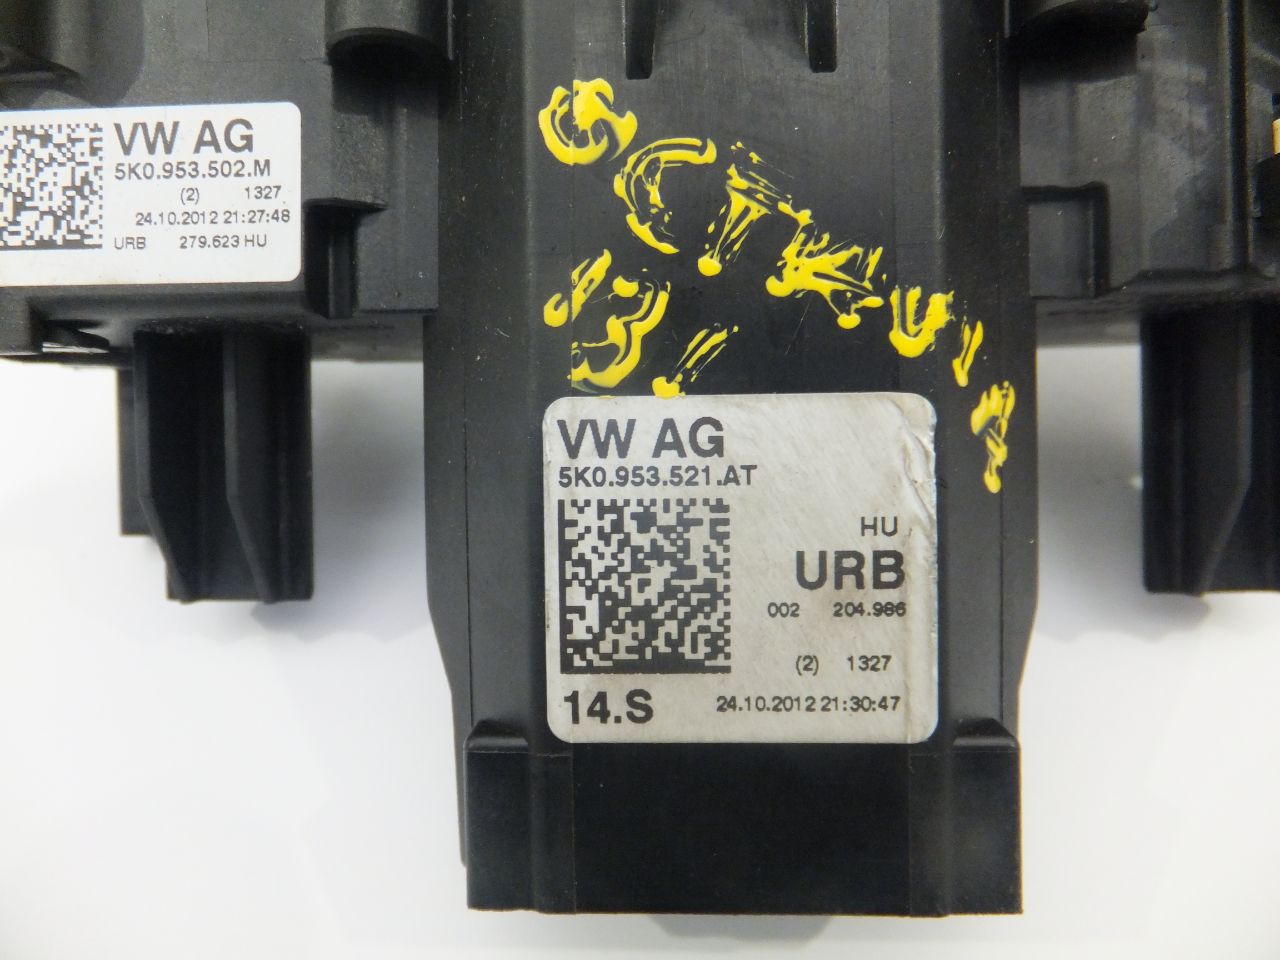 VW AG
5K0.953.502.M
(2) 1327
24.10.2012 21:27:48
URB 279.623 HU
VW AG
5K0.953.521.AT
HU
URB
002 204.986
(2) 1327
14.S 24.10.2012 21:30:47